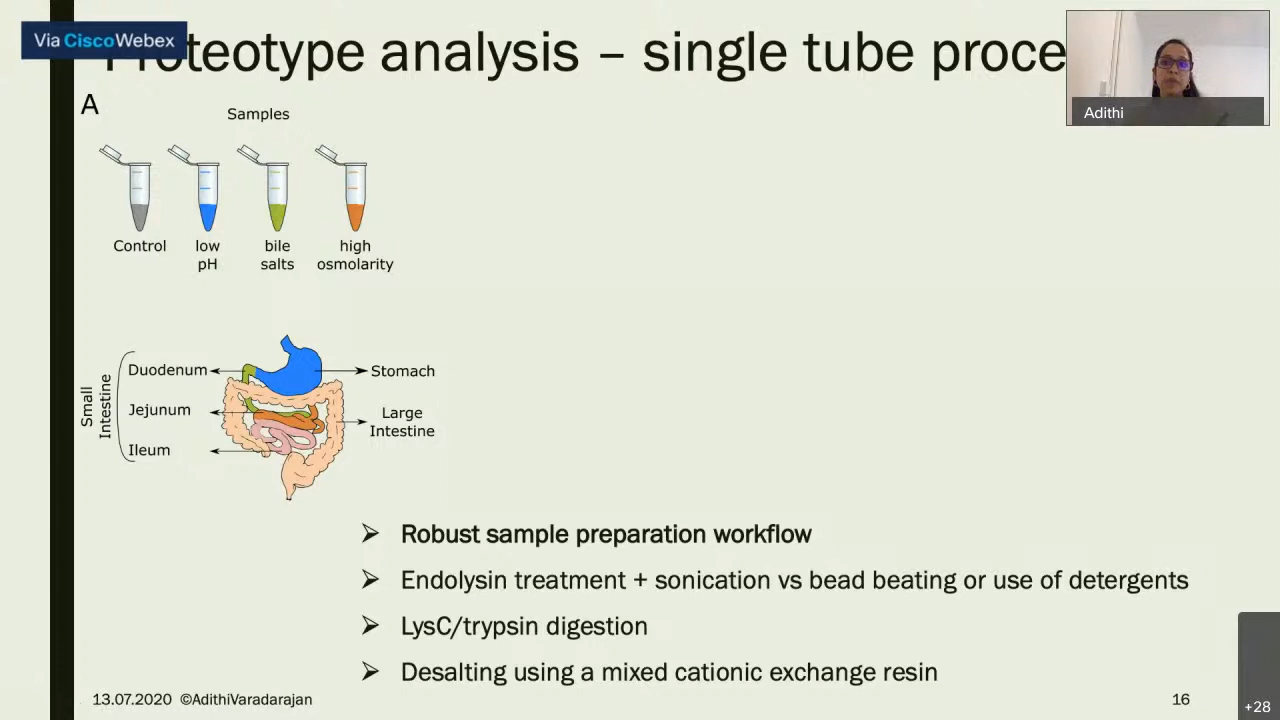 Via Cisco Webex
Proteotype analysis – single tube proce
Adithi
A
Samples
Control
low
pH
bile
salts
high
osmolarity
Small
Intestine
Duodenum
Jejunum
Ileum
Stomach
Large
Intestine
Robust sample preparation workflow
Endolysin treatment + sonication vs bead beating or use of detergents
LysC/trypsin digestion
Desalting using a mixed cationic exchange resin
13.07.2020 ©AdithiVaradarajan
16
+28